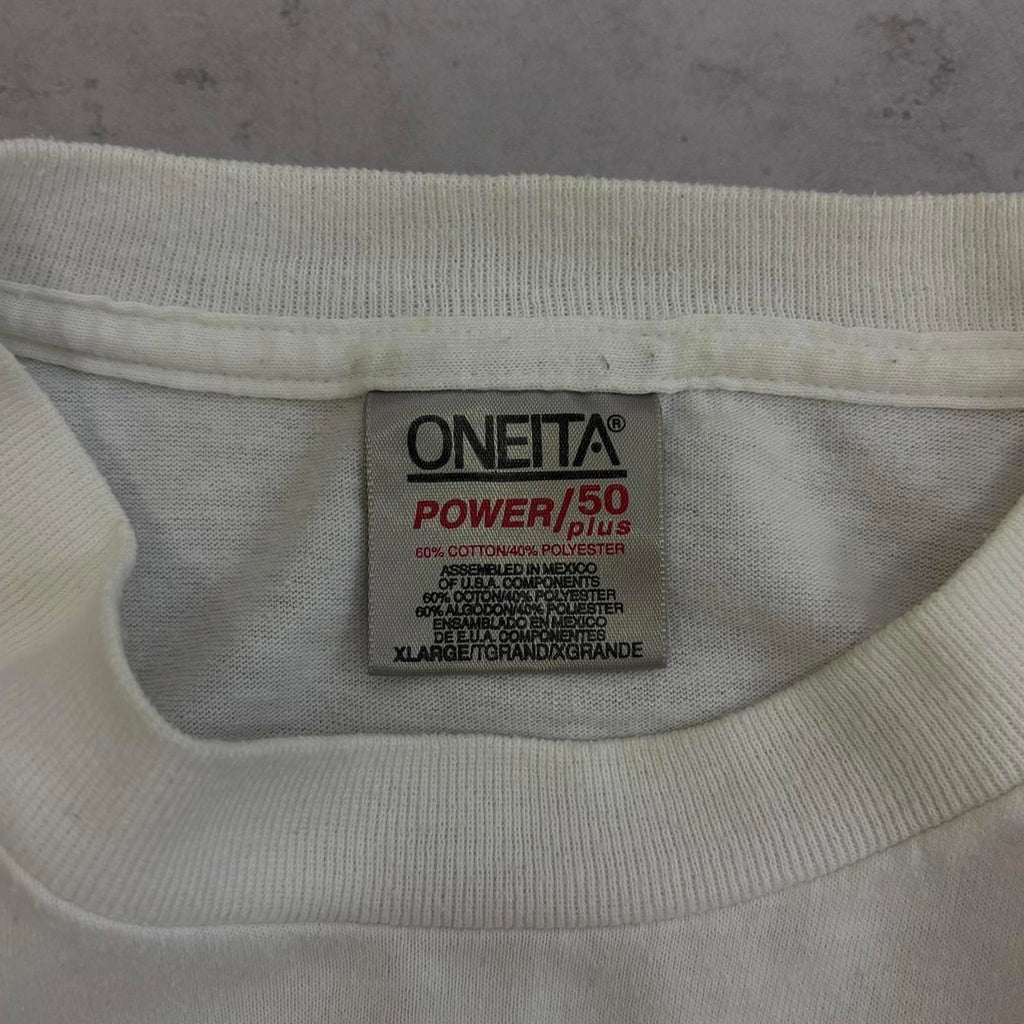 ONEITA®
POWER/50
plus
60% COTTON/40% POLYESTER
ASSEMBLED IN MEXICO
OF U.S.A. COMPONENTS
60% COTON/40% POLYESTER
60% ALGODON/40% POLIESTER
ENSAMBLADO EN MEXICO
DE E.U.A. COMPONENTES
XLARGE/TGRAND/XGRANDE